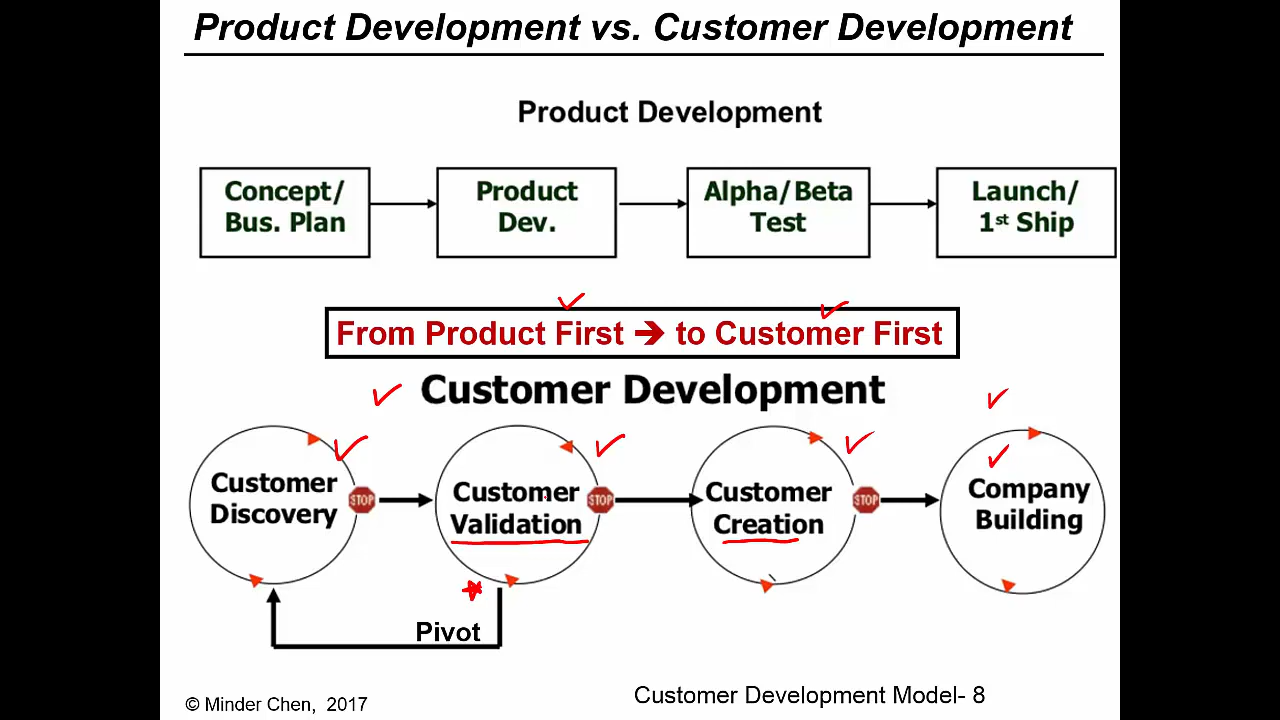 Product Development vs. Customer Development
Product Development
Concept/
Bus. Plan
Product
Dev.
Alpha/Beta
Test
Launch/
1st Ship
From Product First ➔ to Customer First
Customer Development
Customer
Discovery
STOP
Customer
Validation
STOP
Customer
Creation
STOP
Company
Building
Pivot
© Minder Chen, 2017
Customer Development Model- 8